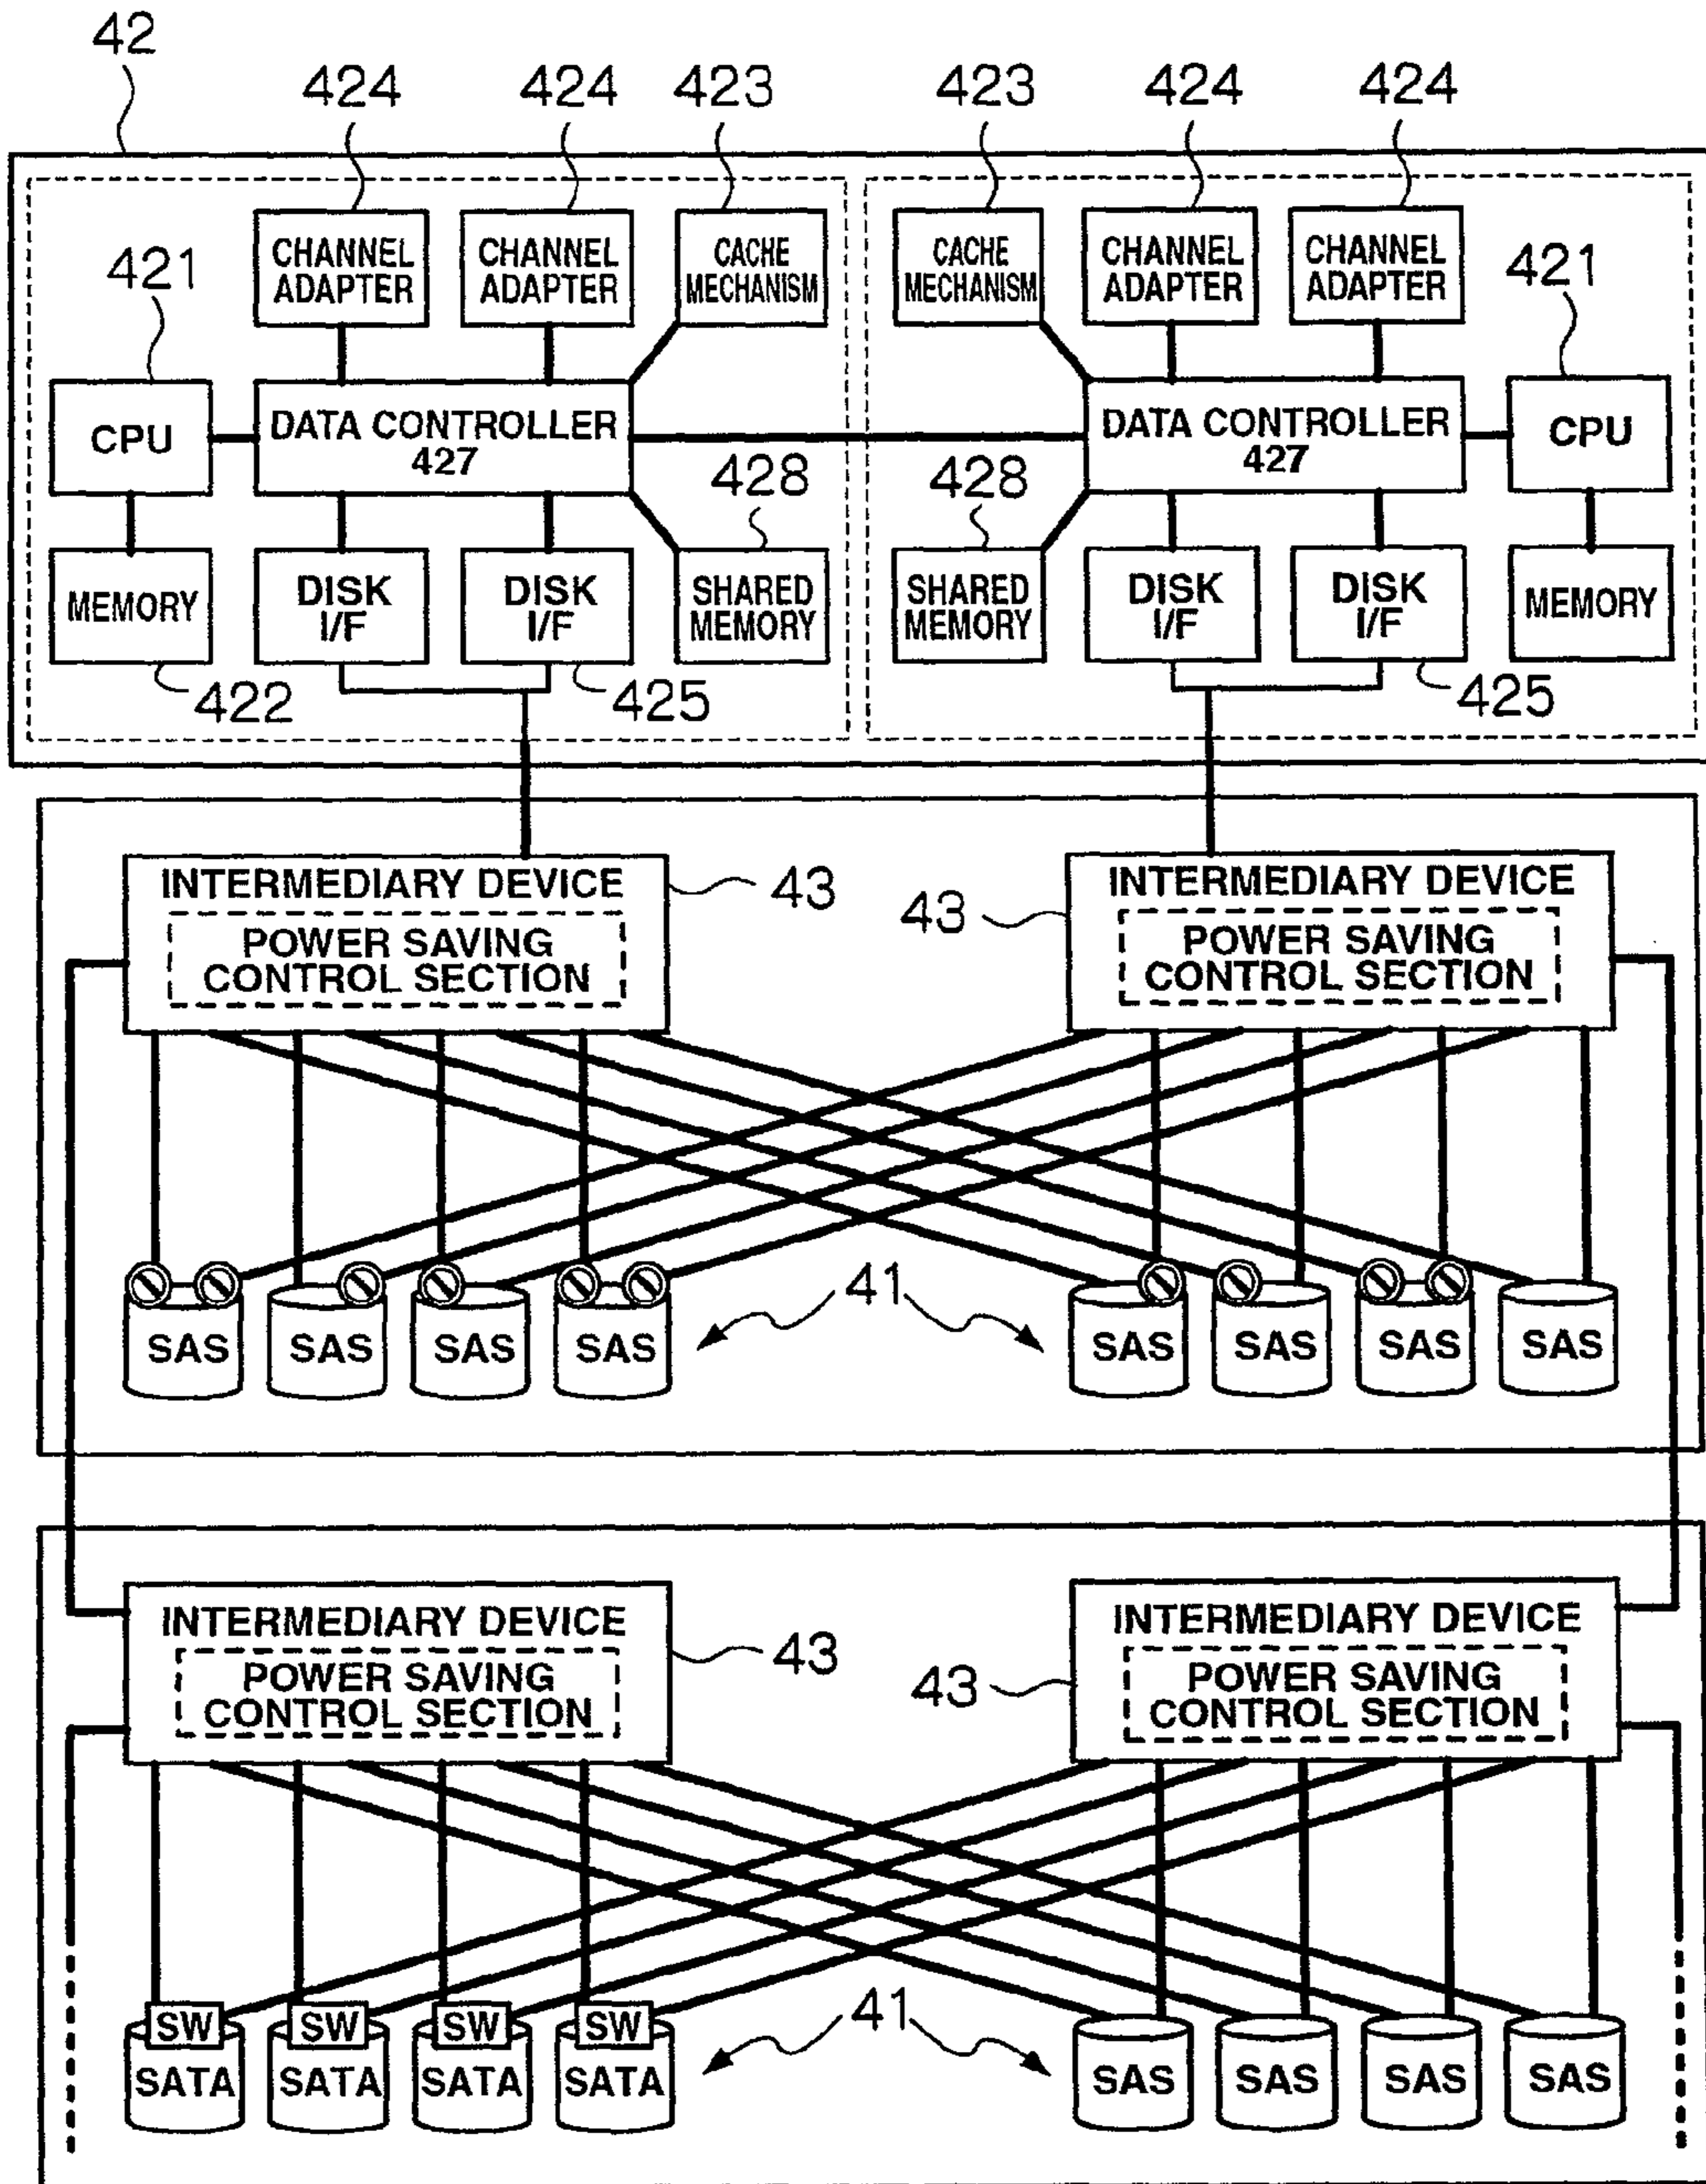 42
424 424 423 423 424 424
CHANNEL ADAPTER
CHANNEL ADAPTER
CACHE MECHANISM
CACHE MECHANISM
CHANNEL ADAPTER
CHANNEL ADAPTER
421
421
CPU
DATA CONTROLLER
427
DATA CONTROLLER
427
CPU
428
428
MEMORY
DISK I/F
DISK I/F
SHARED MEMORY
SHARED MEMORY
DISK I/F
DISK I/F
MEMORY
422
425
425
INTERMEDIARY DEVICE
POWER SAVING
CONTROL SECTION
43
43
INTERMEDIARY DEVICE
POWER SAVING
CONTROL SECTION
41
SAS SAS SAS SAS
SAS SAS SAS SAS
INTERMEDIARY DEVICE
POWER SAVING
CONTROL SECTION
43
43
INTERMEDIARY DEVICE
POWER SAVING
CONTROL SECTION
SW SW SW SW
41
SATA SATA SATA SATA
SAS SAS SAS SAS